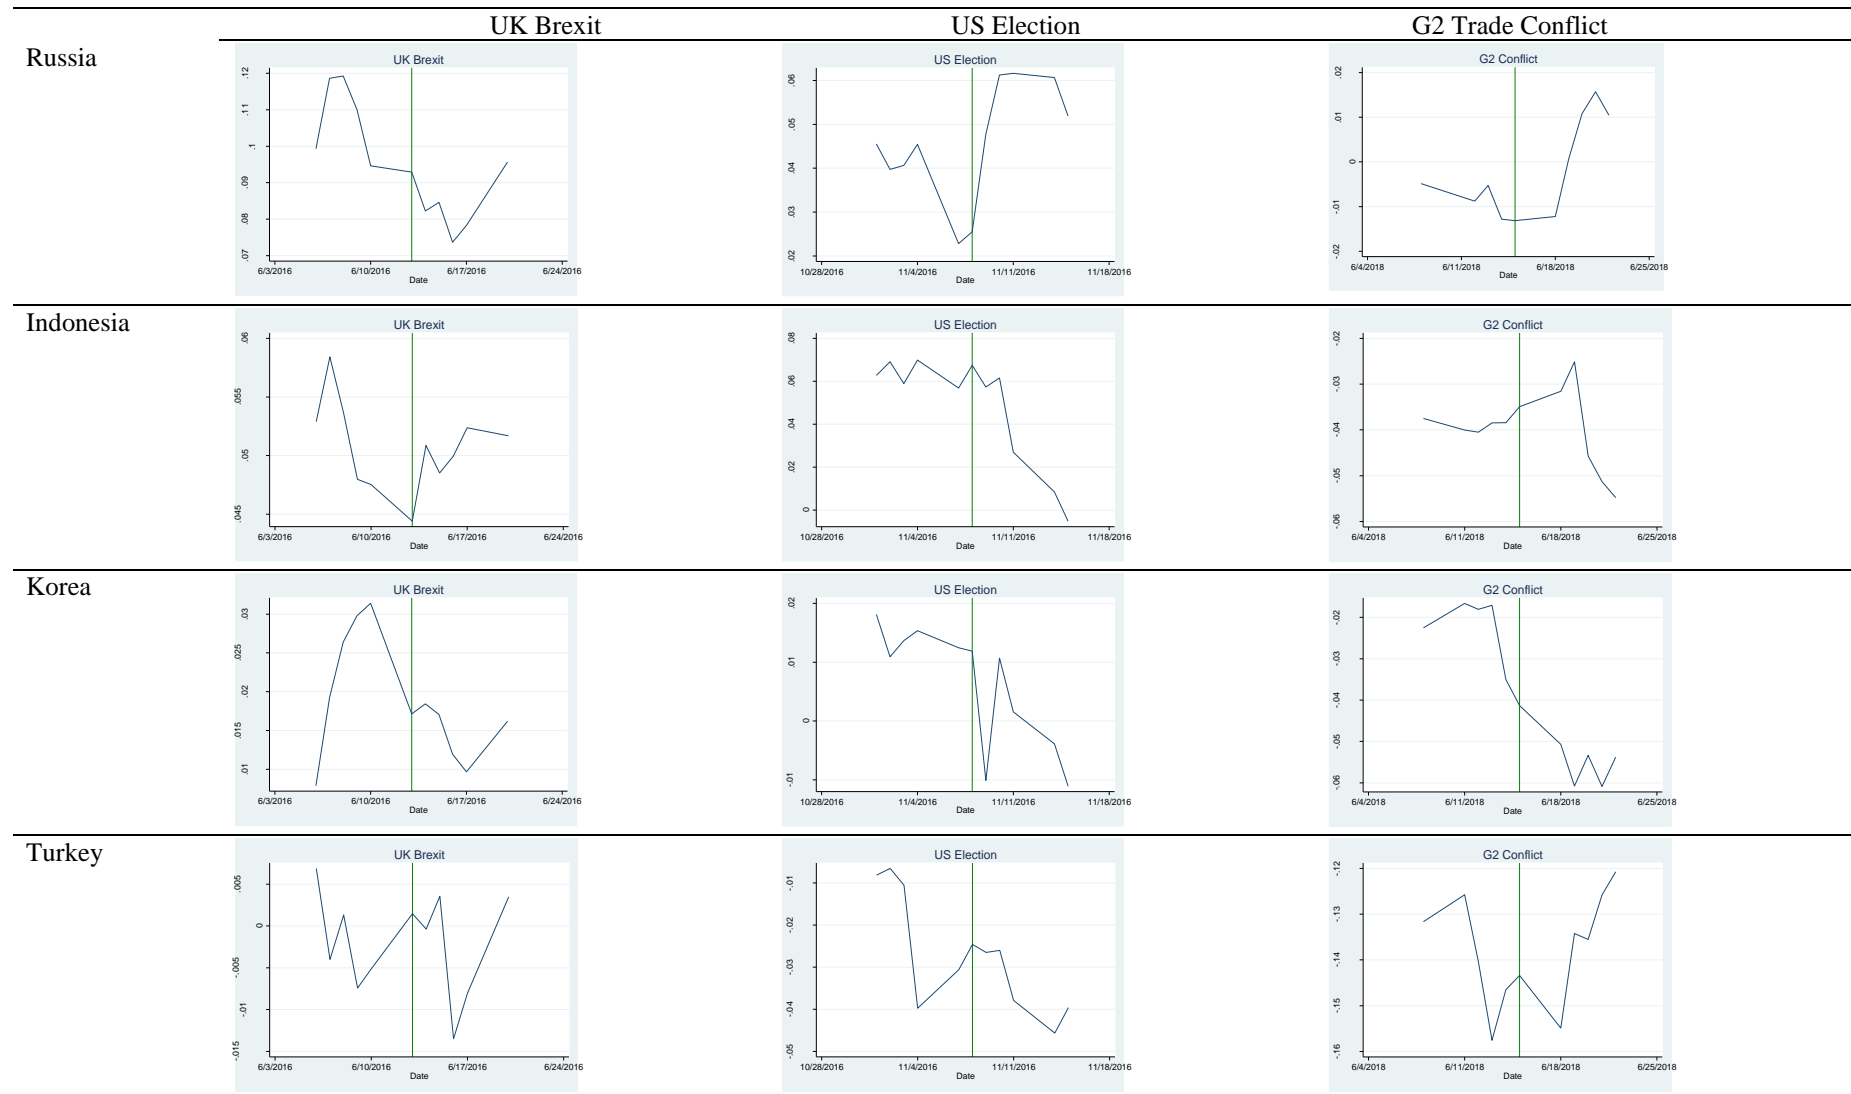 UK Brexit US Election G2 Trade Conflict
Russia
UK Brexit
.12
.11
.1
.09
.08
.07
6/3/2016 6/10/2016 6/17/2016 6/24/2016
Date
US Election
.06
.05
.04
.03
.02
10/28/2016 11/4/2016 11/11/2016 11/18/2016
Date
G2 Conflict
.02
.01
0
-.01
-.02
6/4/2018 6/11/2018 6/18/2018 6/25/2018
Date
Indonesia
UK Brexit
.06
.055
.05
.045
6/3/2016 6/10/2016 6/17/2016 6/24/2016
Date
US Election
.08
.06
.04
.02
0
10/28/2016 11/4/2016 11/11/2016 11/18/2016
Date
G2 Conflict
-.02
-.03
-.04
-.05
-.06
6/4/2018 6/11/2018 6/18/2018 6/25/2018
Date
Korea
UK Brexit
.03
.025
.02
.015
.01
6/3/2016 6/10/2016 6/17/2016 6/24/2016
Date
US Election
.02
.01
0
-.01
10/28/2016 11/4/2016 11/11/2016 11/18/2016
Date
G2 Conflict
-.02
-.03
-.04
-.05
-.06
6/4/2018 6/11/2018 6/18/2018 6/25/2018
Date
Turkey
UK Brexit
.005
0
-.005
-.01
-.015
6/3/2016 6/10/2016 6/17/2016 6/24/2016
Date
US Election
-.01
-.02
-.03
-.04
-.05
10/28/2016 11/4/2016 11/11/2016 11/18/2016
Date
G2 Conflict
-.12
-.13
-.14
-.15
-.16
6/4/2018 6/11/2018 6/18/2018 6/25/2018
Date